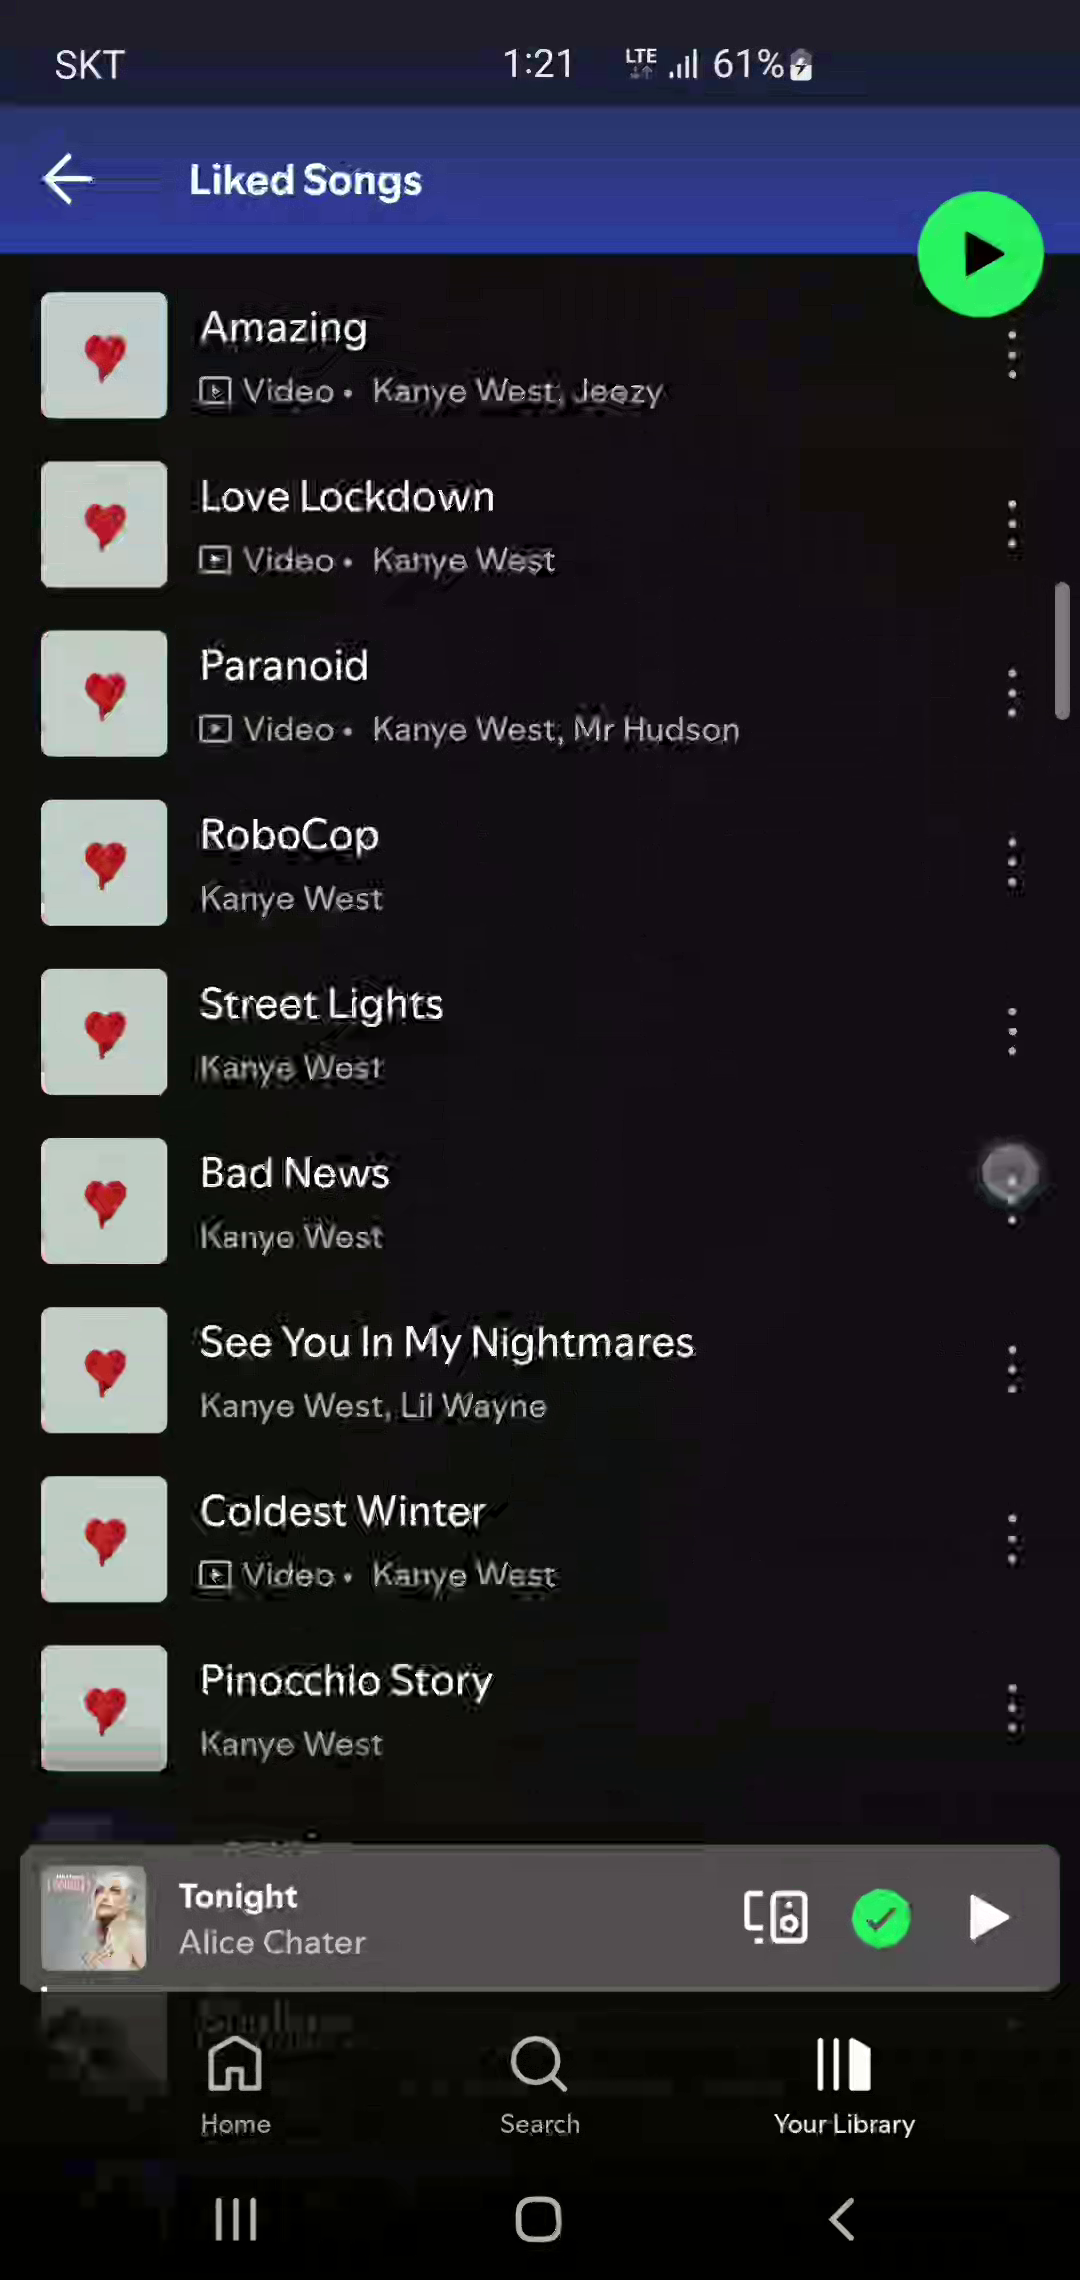 SKT 1:21 LTE 61%
Liked Songs
Amazing
Video • Kanye West, Jeezy
Love Lockdown
Video • Kanye West
Paranoid
Video • Kanye West, Mr Hudson
RoboCop
Kanye West
Street Lights
Kanye West
Bad News
Kanye West
See You In My Nightmares
Kanye West, Lil Wayne
Coldest Winter
Video • Kanye West
Pinocchio Story
Kanye West
Tonight
Alice Chater
Home Search Your Library